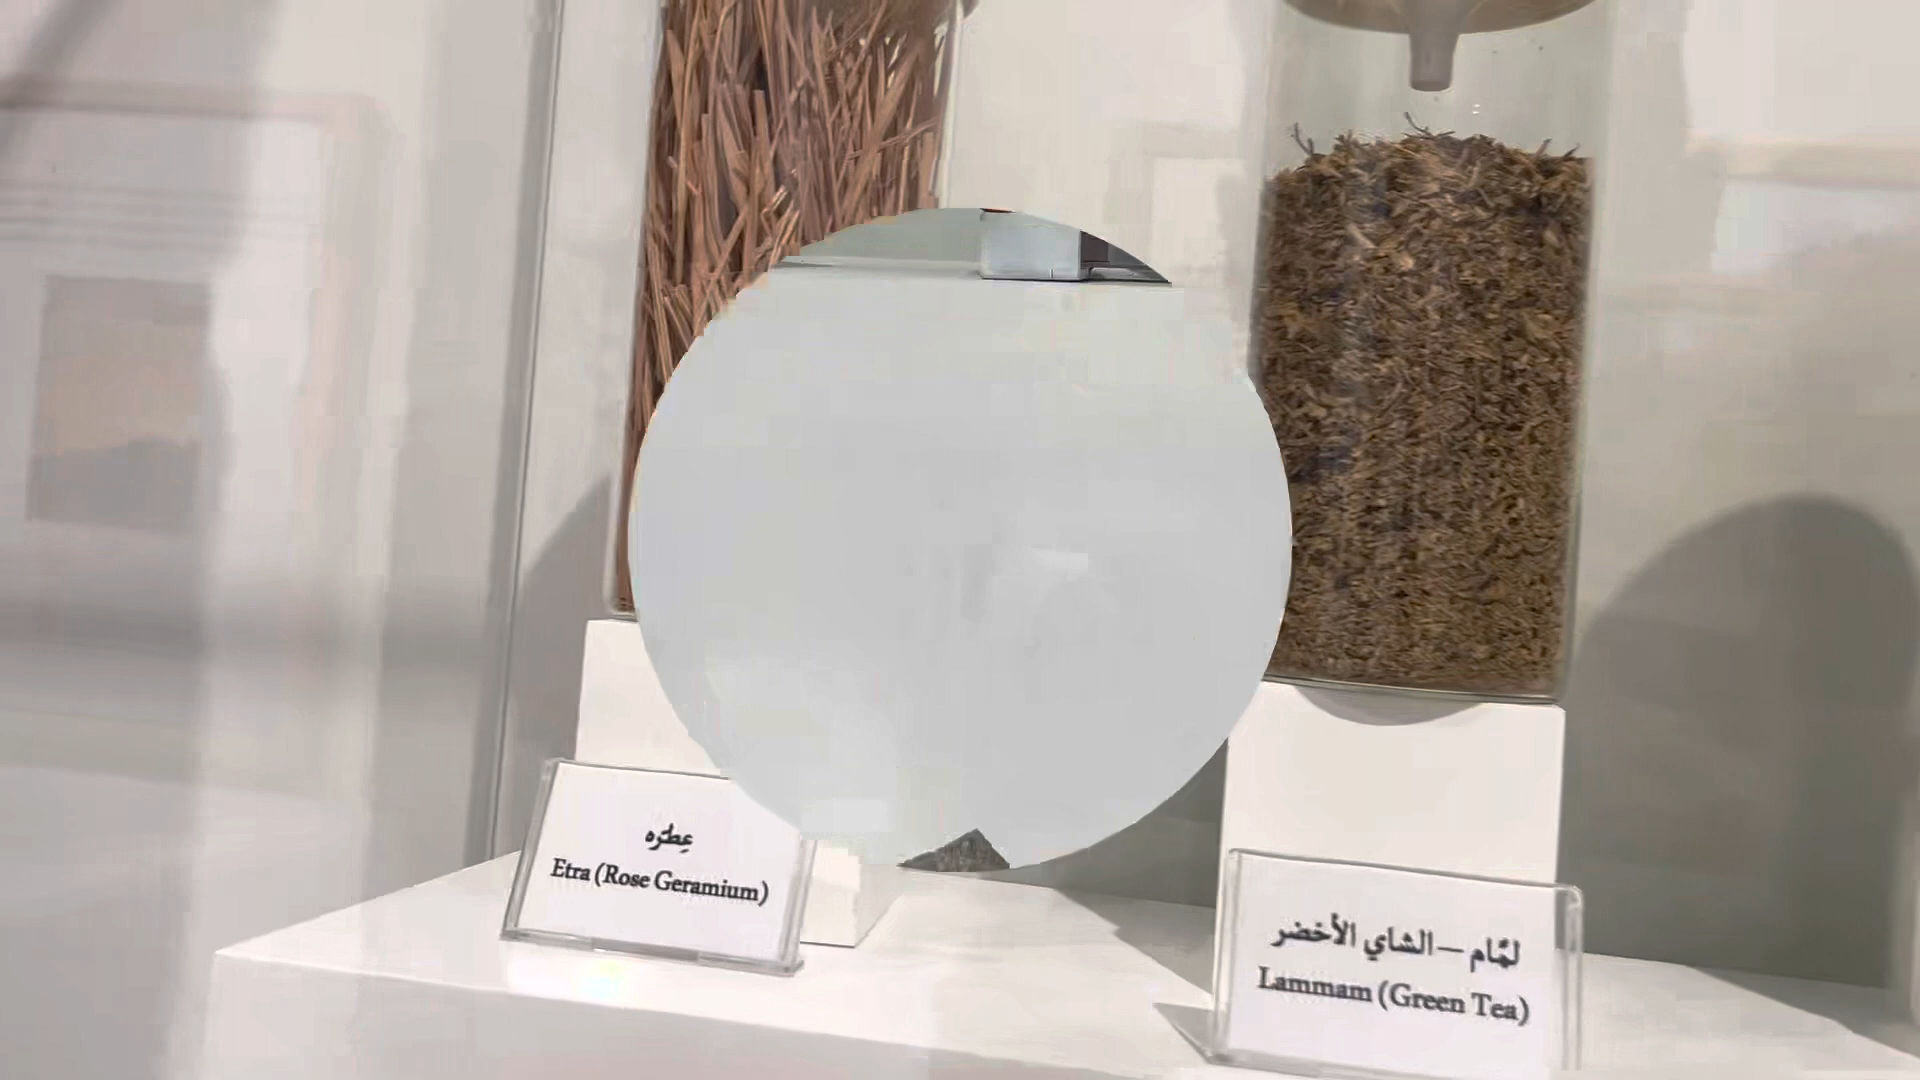 عِطَرَه
Etra (Rose Geramium)
لمَّام – الشاي الأخضر
Lammam (Green Tea)